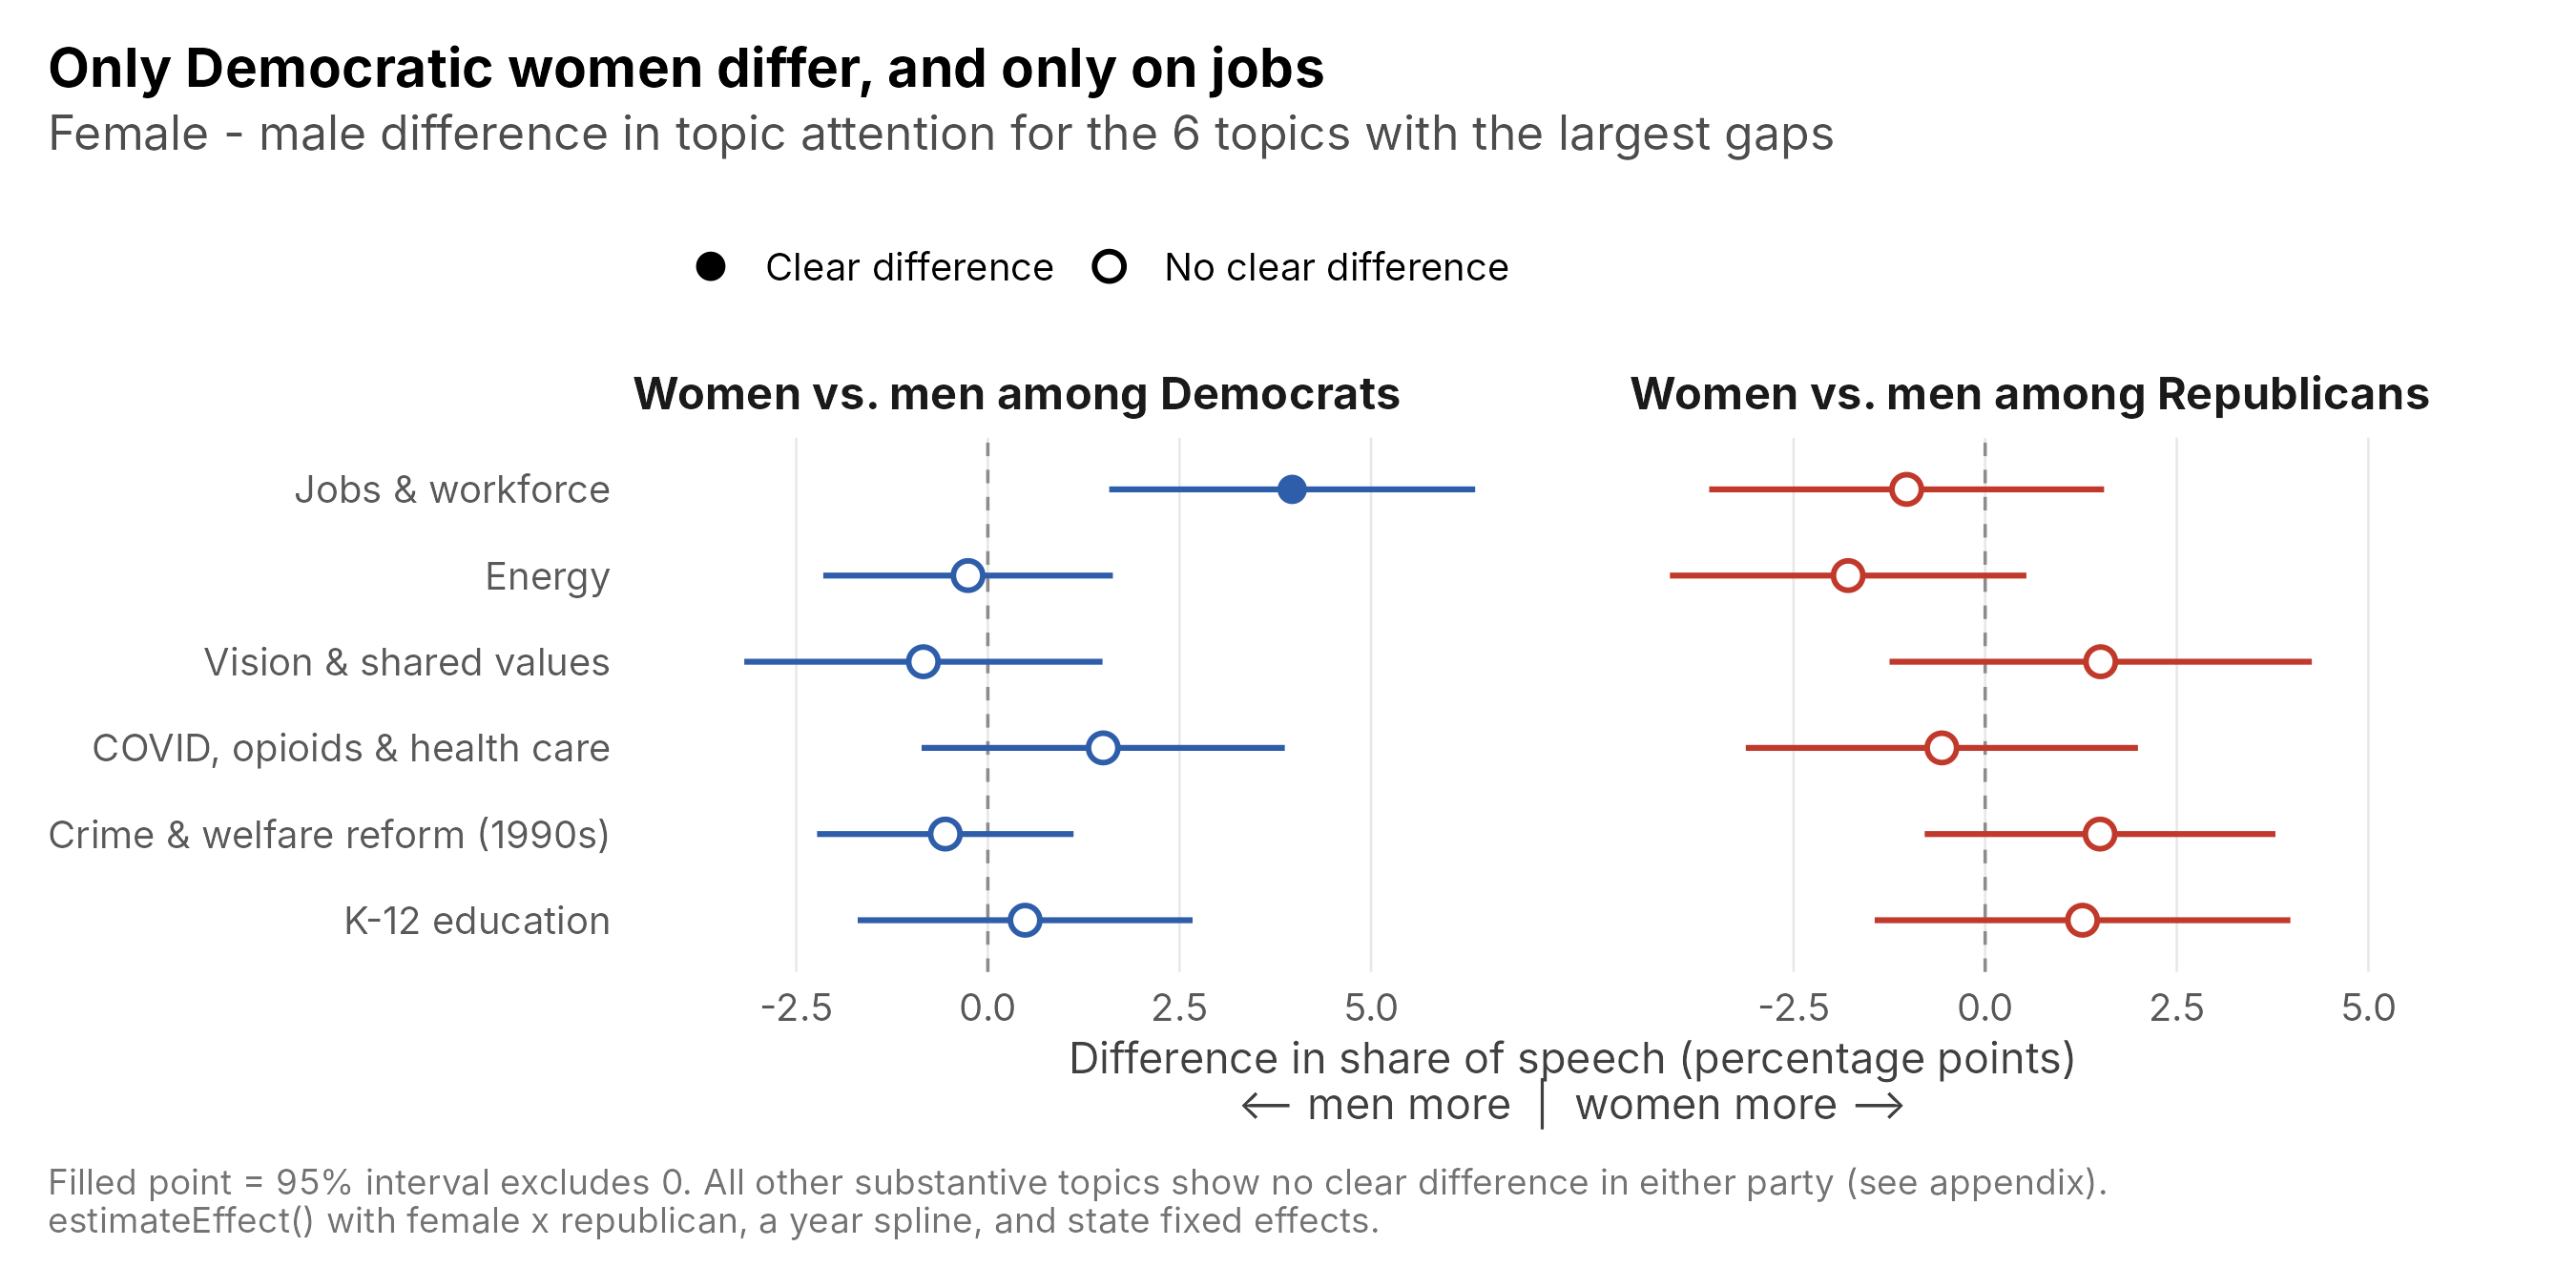 Only Democratic women differ, and only on jobs
Female - male difference in topic attention for the 6 topics with the largest gaps
Clear difference
No clear difference
Women vs. men among Democrats
Women vs. men among Republicans
Jobs & workforce
Energy
Vision & shared values
COVID, opioids & health care
Crime & welfare reform (1990s)
K-12 education
-2.5 0.0 2.5 5.0
-2.5 0.0 2.5 5.0
Difference in share of speech (percentage points)
← men more | women more →
Filled point = 95% interval excludes 0. All other substantive topics show no clear difference in either party (see appendix).
estimateEffect() with female x republican, a year spline, and state fixed effects.